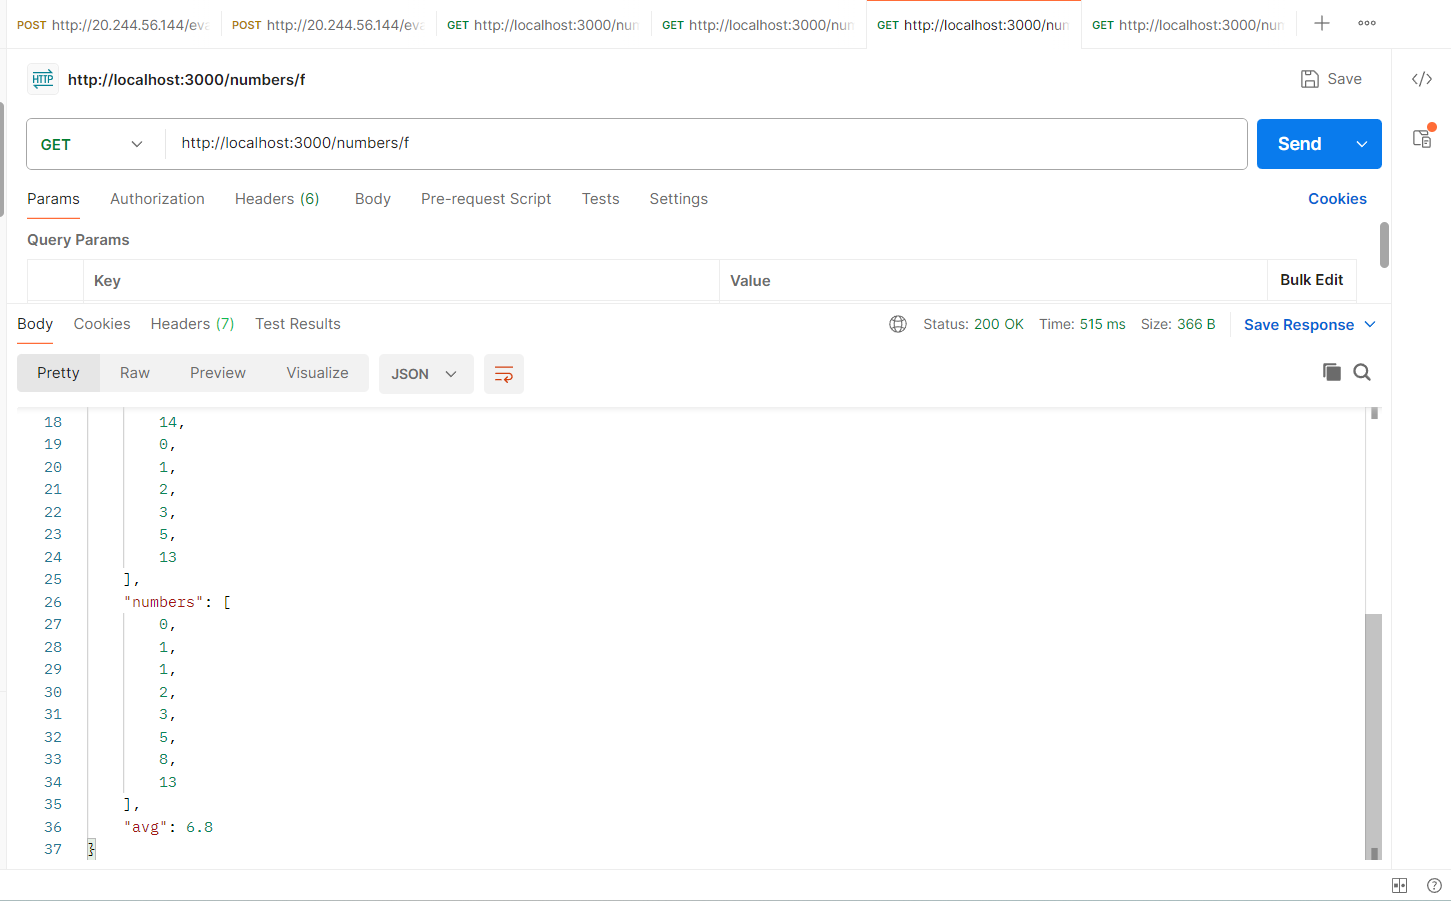 POST http://20.244.56.144/eva POST http://20.244.56.144/eva GET http://localhost:3000/num GET http://localhost:3000/num GET http://localhost:3000/num GET http://localhost:3000/num
HTTP http://localhost:3000/numbers/f Save
GET http://localhost:3000/numbers/f Send
Params Authorization Headers (6) Body Pre-request Script Tests Settings Cookies
Query Params
Key Value Bulk Edit
Body Cookies Headers (7) Test Results Status: 200 OK Time: 515 ms Size: 366 B Save Response
Pretty Raw Preview Visualize JSON
18 14,
19 0,
20 1,
21 2,
22 3,
23 5,
24 13
25 ],
26 "numbers": [
27 0,
28 1,
29 1,
30 2,
31 3,
32 5,
33 8,
34 13
35 ],
36 "avg": 6.8
37 }